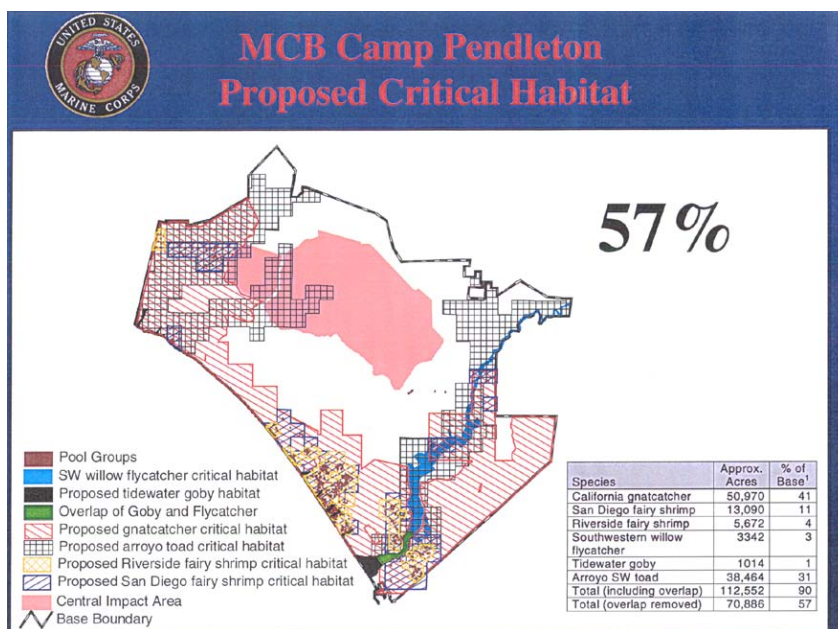 UNITED STATES
MARINE CORPS
MCB Camp Pendleton
Proposed Critical Habitat
57%
Pool Groups
SW willow flycatcher critical habitat
Proposed tidewater goby habitat
Overlap of Goby and Flycatcher
Proposed gnatcatcher critical habitat
Proposed arroyo toad critical habitat
Proposed Riverside fairy shrimp critical habitat
Proposed San Diego fairy shrimp critical habitat
Central Impact Area
Base Boundary
Species Approx. Acres % of Base¹
California gnatcatcher 50,970 41
San Diego fairy shrimp 13,090 11
Riverside fairy shrimp 5,672 4
Southwestern willow flycatcher 3342 3
Tidewater goby 1014 1
Arroyo SW toad 38,464 31
Total (including overlap) 112,552 90
Total (overlap removed) 70,886 57